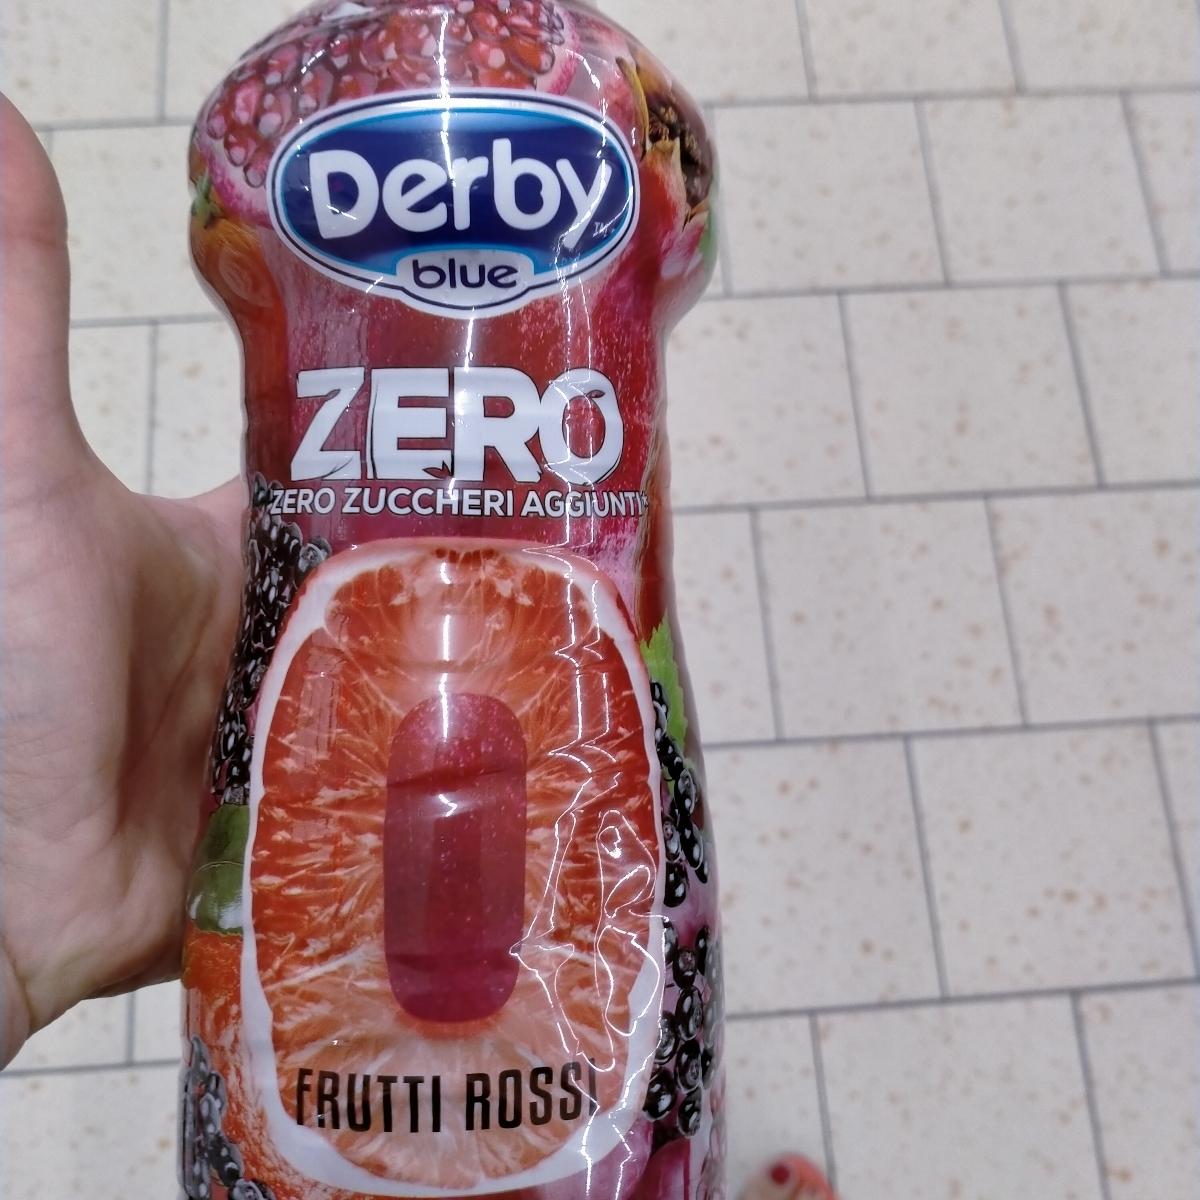 Derby
blue
ZERO
ZERO ZUCCHERI AGGIUNTI*
FRUTTI ROSSI